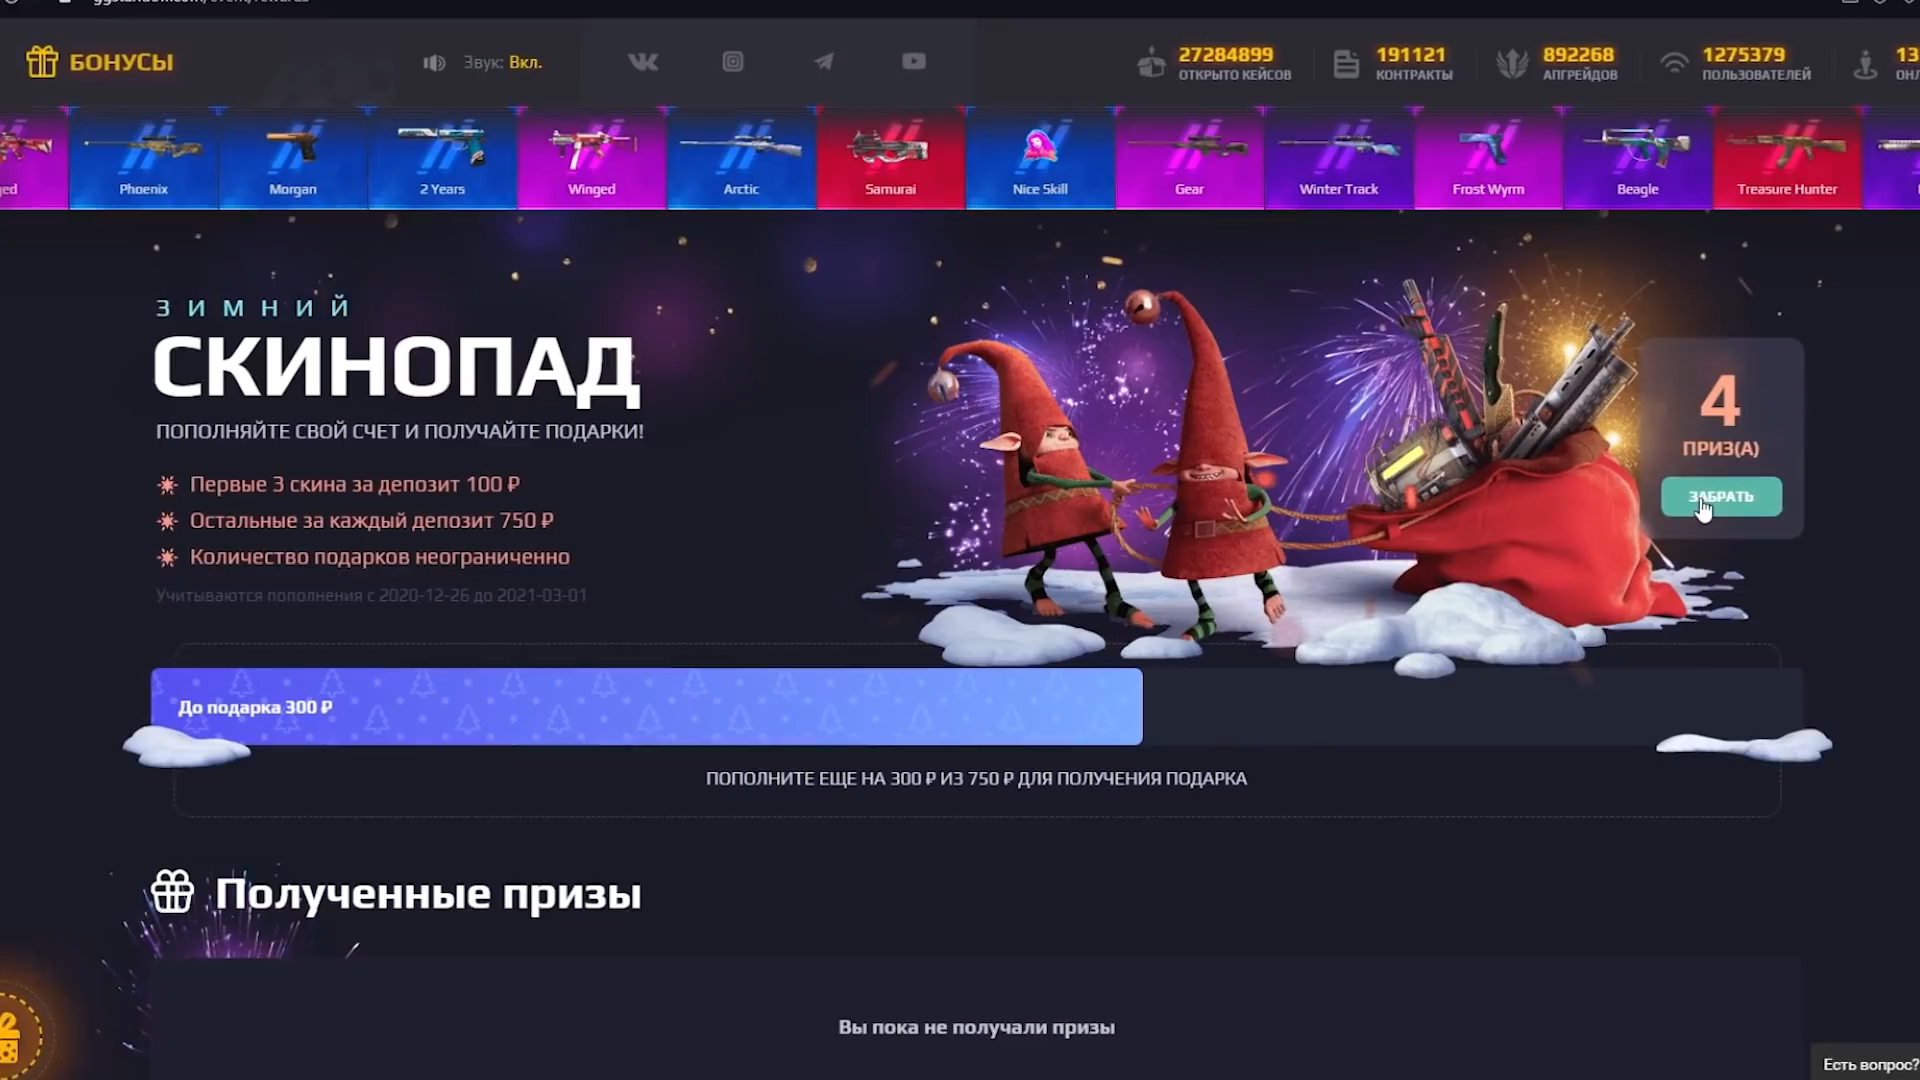 БОНУСЫ
Звук: Вкл.
27284899
ОТКРЫТО КЕЙСОВ
191121
КОНТРАКТЫ
892268
АПГРЕЙДОВ
1275379
ПОЛЬЗОВАТЕЛЕЙ
Phoenix
Morgan
2 Years
Winged
Arctic
Samurai
Nice Skill
Gear
Winter Track
Frost Wyrm
Beagle
Treasure Hunter
ЗИМНИЙ
СКИНОПАД
ПОПОЛНЯЙТЕ СВОЙ СЧЕТ И ПОЛУЧАЙТЕ ПОДАРКИ!
Первые 3 скина за депозит 100 ₽
Остальные за каждый депозит 750 ₽
Количество подарков неограниченно
Учитываются пополнения с 2020-12-26 до 2021-03-01
4
ПРИЗ(А)
ЗАБРАТЬ
До подарка 300 ₽
ПОПОЛНИТЕ ЕЩЕ НА 300 ₽ ИЗ 750 ₽ ДЛЯ ПОЛУЧЕНИЯ ПОДАРКА
Полученные призы
Вы пока не получали призы
Есть вопрос?